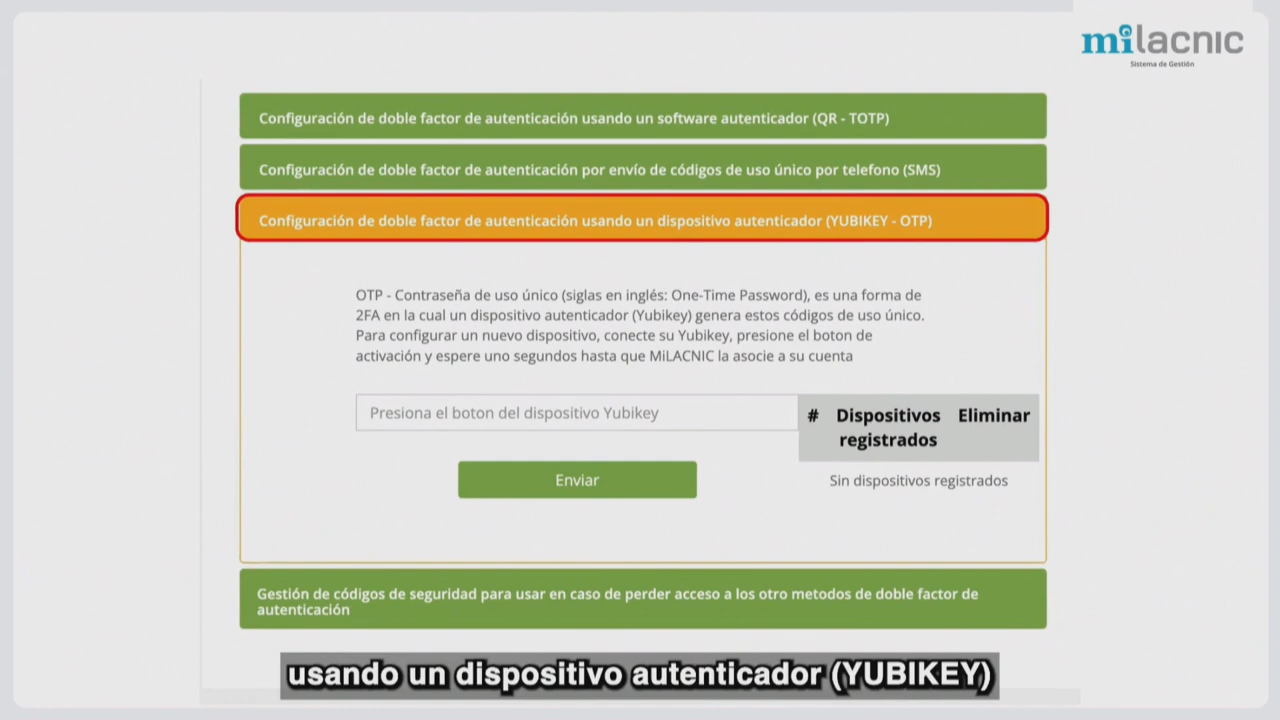 milacnic
Sistema de Gestión
Configuración de doble factor de autenticación usando un software autenticador (QR - TOTP)
Configuración de doble factor de autenticación por envío de códigos de uso único por telefono (SMS)
Configuración de doble factor de autenticación usando un dispositivo autenticador (YUBIKEY - OTP)
OTP - Contraseña de uso único (siglas en inglés: One-Time Password), es una forma de
2FA en la cual un dispositivo autenticador (Yubikey) genera estos códigos de uso único.
Para configurar un nuevo dispositivo, conecte su Yubikey, presione el boton de
activación y espere uno segundos hasta que MiLACNIC la asocie a su cuenta
Presiona el boton del dispositivo Yubikey
# Dispositivos Eliminar
registrados
Enviar
Sin dispositivos registrados
Gestión de códigos de seguridad para usar en caso de perder acceso a los otro metodos de doble factor de
autenticación
usando un dispositivo autenticador (YUBIKEY)